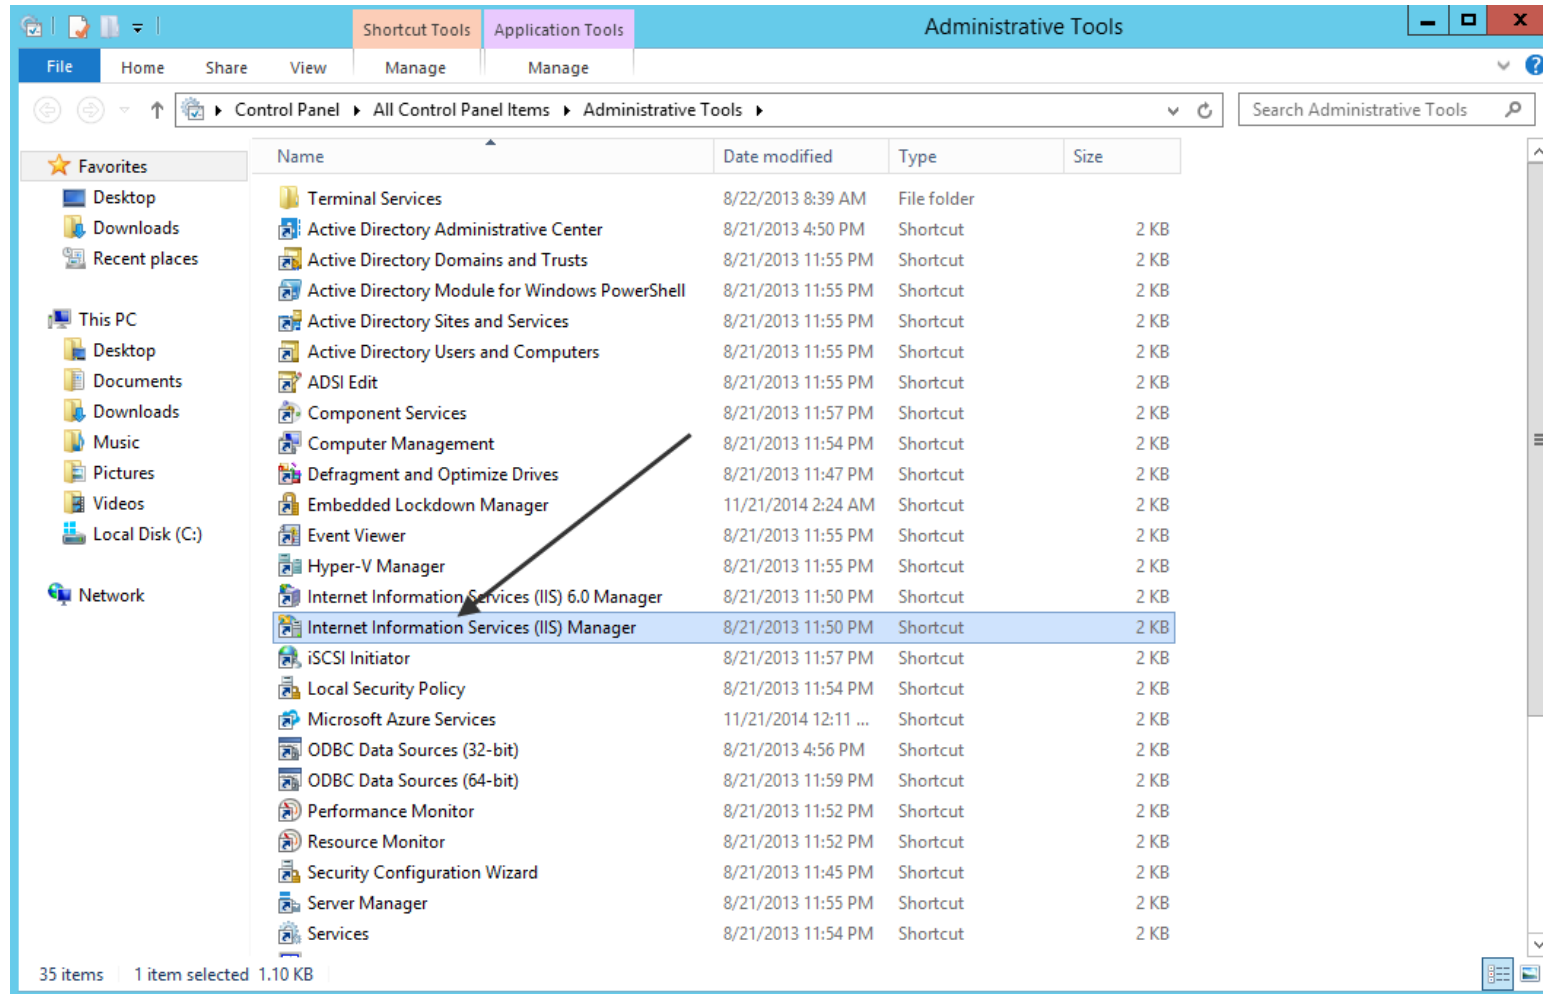 Shortcut Tools Application Tools Administrative Tools
File Home Share View Manage Manage
Control Panel All Control Panel Items Administrative Tools Search Administrative Tools
Name Date modified Type Size
Favorites
Desktop
Downloads
Recent places
This PC
Desktop
Documents
Downloads
Music
Pictures
Videos
Local Disk (C:)
Network
Terminal Services 8/22/2013 8:39 AM File folder
Active Directory Administrative Center 8/21/2013 4:50 PM Shortcut 2 KB
Active Directory Domains and Trusts 8/21/2013 11:55 PM Shortcut 2 KB
Active Directory Module for Windows PowerShell 8/21/2013 11:55 PM Shortcut 2 KB
Active Directory Sites and Services 8/21/2013 11:55 PM Shortcut 2 KB
Active Directory Users and Computers 8/21/2013 11:55 PM Shortcut 2 KB
ADSI Edit 8/21/2013 11:55 PM Shortcut 2 KB
Component Services 8/21/2013 11:57 PM Shortcut 2 KB
Computer Management 8/21/2013 11:54 PM Shortcut 2 KB
Defragment and Optimize Drives 8/21/2013 11:47 PM Shortcut 2 KB
Embedded Lockdown Manager 11/21/2014 2:24 AM Shortcut 2 KB
Event Viewer 8/21/2013 11:55 PM Shortcut 2 KB
Hyper-V Manager 8/21/2013 11:55 PM Shortcut 2 KB
Internet Information Services (IIS) 6.0 Manager 8/21/2013 11:50 PM Shortcut 2 KB
Internet Information Services (IIS) Manager 8/21/2013 11:50 PM Shortcut 2 KB
iSCSI Initiator 8/21/2013 11:57 PM Shortcut 2 KB
Local Security Policy 8/21/2013 11:54 PM Shortcut 2 KB
Microsoft Azure Services 11/21/2014 12:11 ... Shortcut 2 KB
ODBC Data Sources (32-bit) 8/21/2013 4:56 PM Shortcut 2 KB
ODBC Data Sources (64-bit) 8/21/2013 11:59 PM Shortcut 2 KB
Performance Monitor 8/21/2013 11:52 PM Shortcut 2 KB
Resource Monitor 8/21/2013 11:52 PM Shortcut 2 KB
Security Configuration Wizard 8/21/2013 11:45 PM Shortcut 2 KB
Server Manager 8/21/2013 11:55 PM Shortcut 2 KB
Services 8/21/2013 11:54 PM Shortcut 2 KB
35 items 1 item selected 1.10 KB